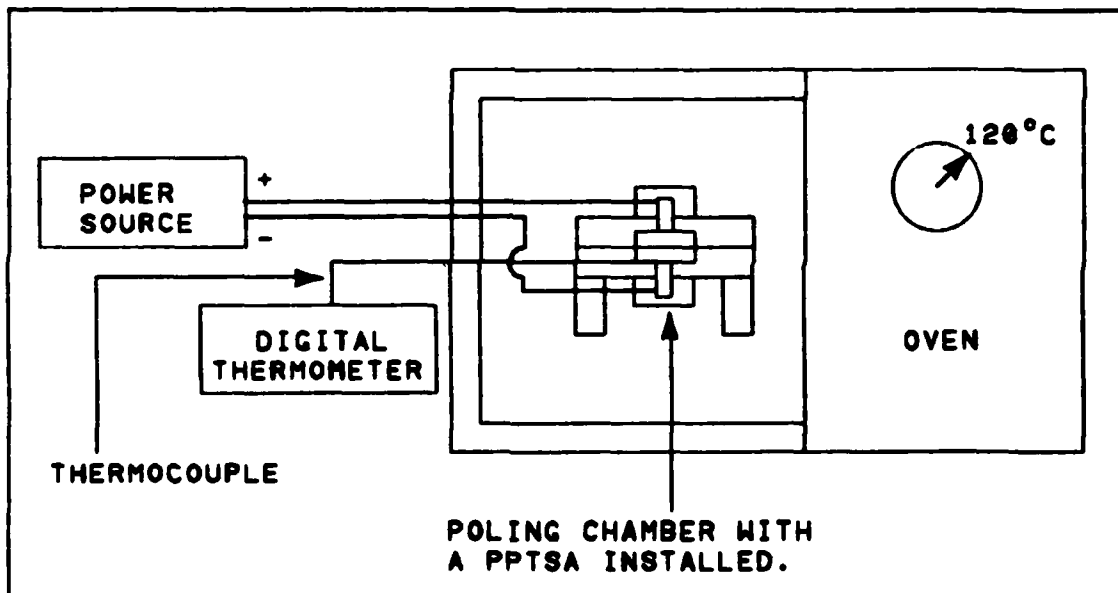 120°C
+
POWER
SOURCE
-
OVEN
DIGITAL
THERMOMETER
THERMOCOUPLE
POLING CHAMBER WITH
A PPTSA INSTALLED.